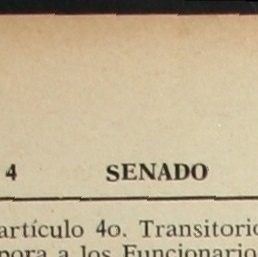 4 SENADO
artículo 4o. Transitorio
pora a los Funcionario